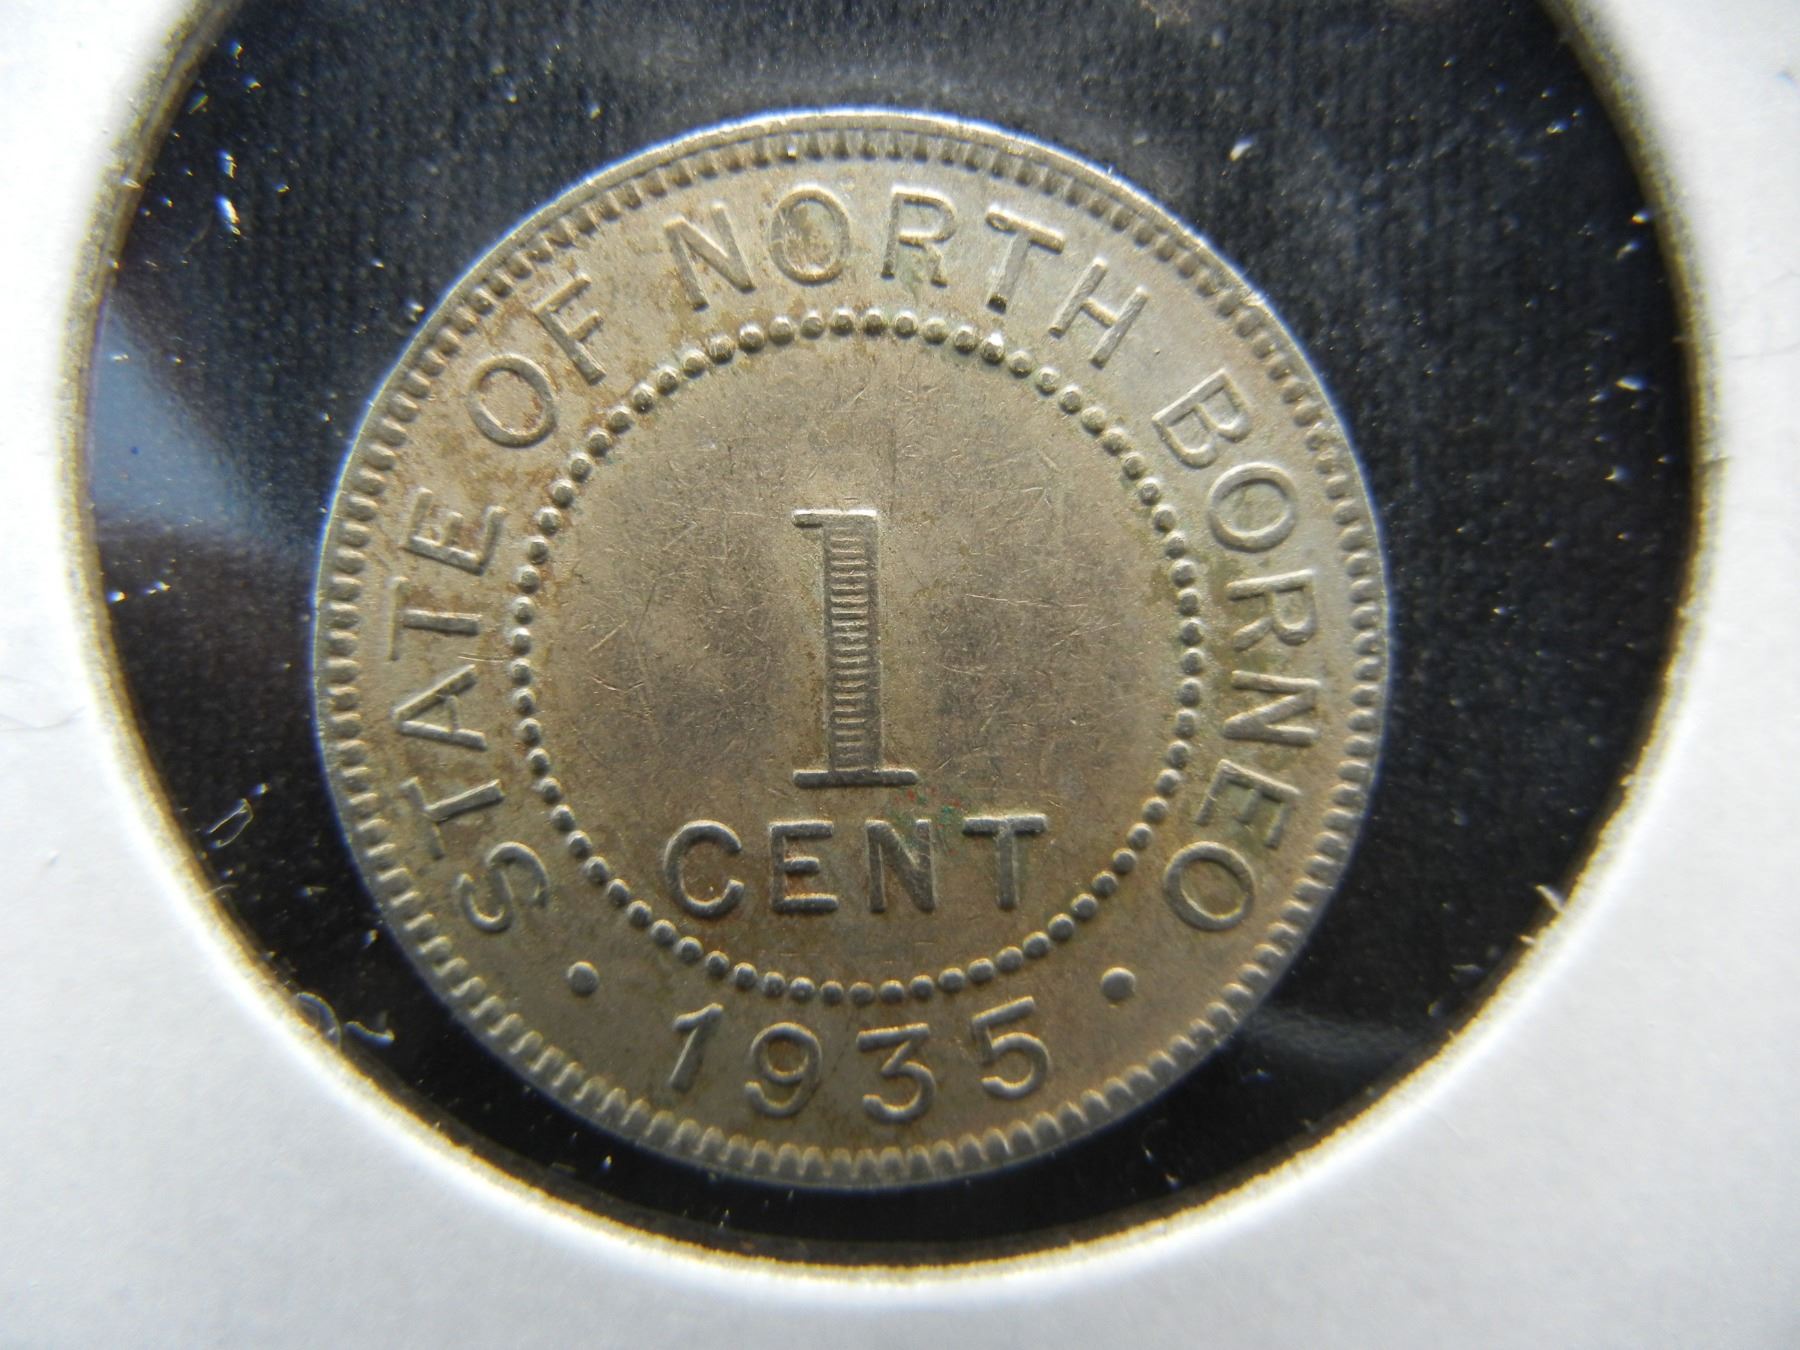 STATE OF NORTH BORNEO
1
CENT
• 1935 •